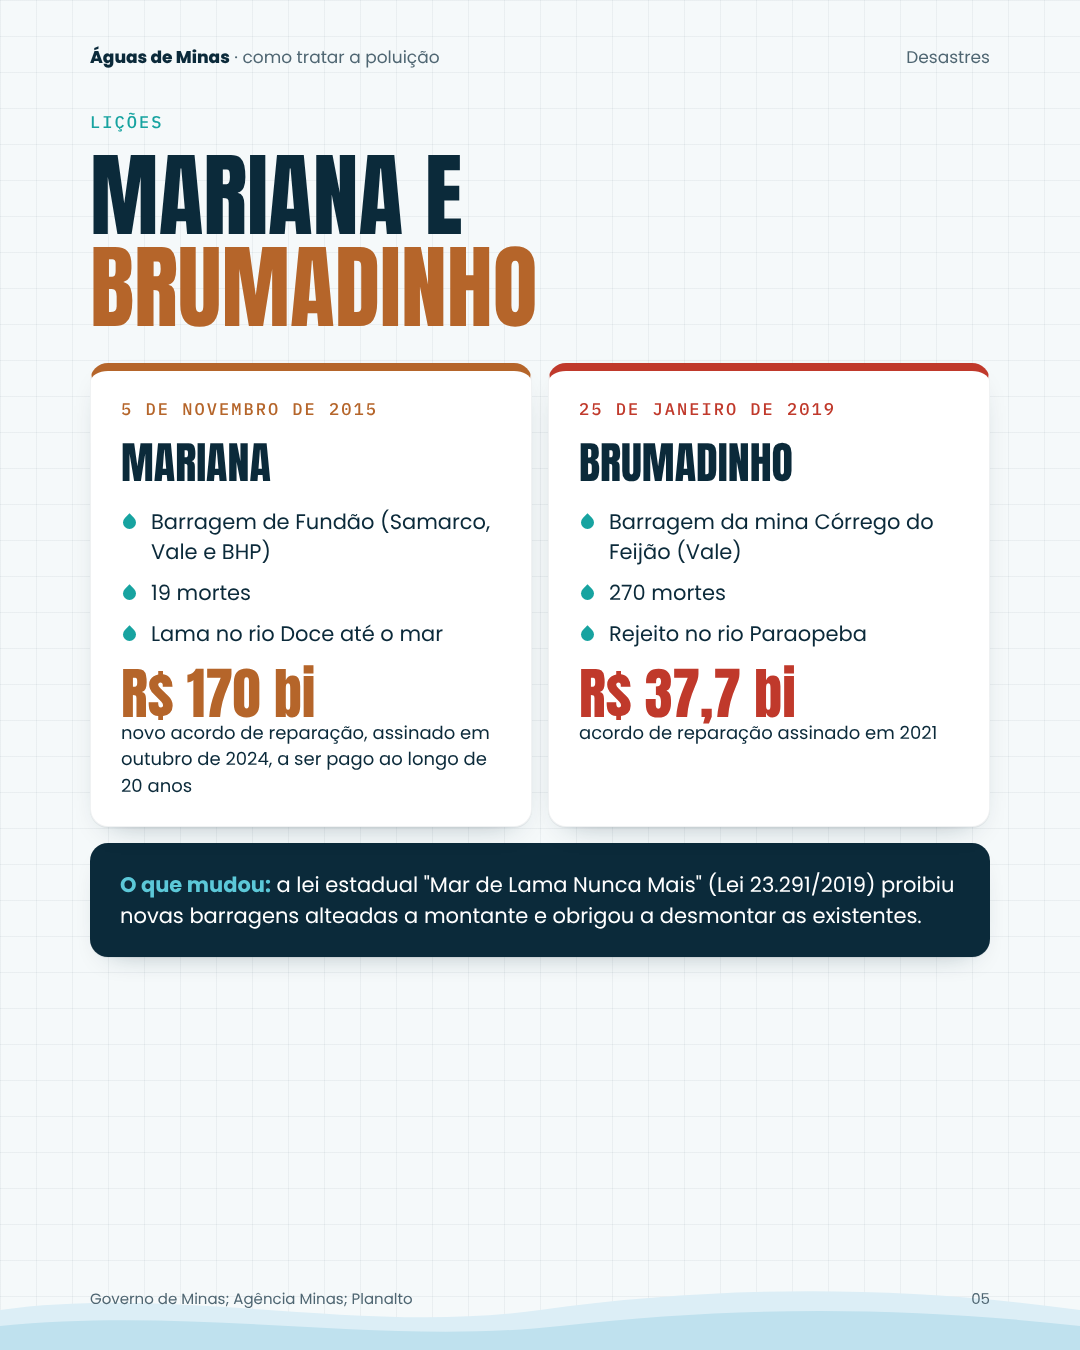 Águas de Minas · como tratar a poluição
Desastres
LIÇÕES
MARIANA E
BRUMADINHO
5 DE NOVEMBRO DE 2015
MARIANA
Barragem de Fundão (Samarco,
Vale e BHP)
19 mortes
Lama no rio Doce até o mar
R$ 170 bi
novo acordo de reparação, assinado em
outubro de 2024, a ser pago ao longo de
20 anos
25 DE JANEIRO DE 2019
BRUMADINHO
Barragem da mina Córrego do
Feijão (Vale)
270 mortes
Rejeito no rio Paraopeba
R$ 37,7 bi
acordo de reparação assinado em 2021
O que mudou: a lei estadual "Mar de Lama Nunca Mais" (Lei 23.291/2019) proibiu
novas barragens alteadas a montante e obrigou a desmontar as existentes.
Governo de Minas; Agência Minas; Planalto
05